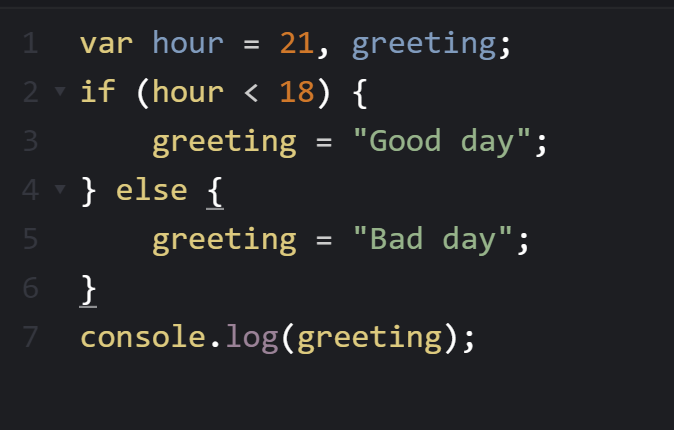 1 var hour = 21, greeting;
2 if (hour < 18) {
3 greeting = "Good day";
4 } else {
5 greeting = "Bad day";
6 }
7 console.log(greeting);